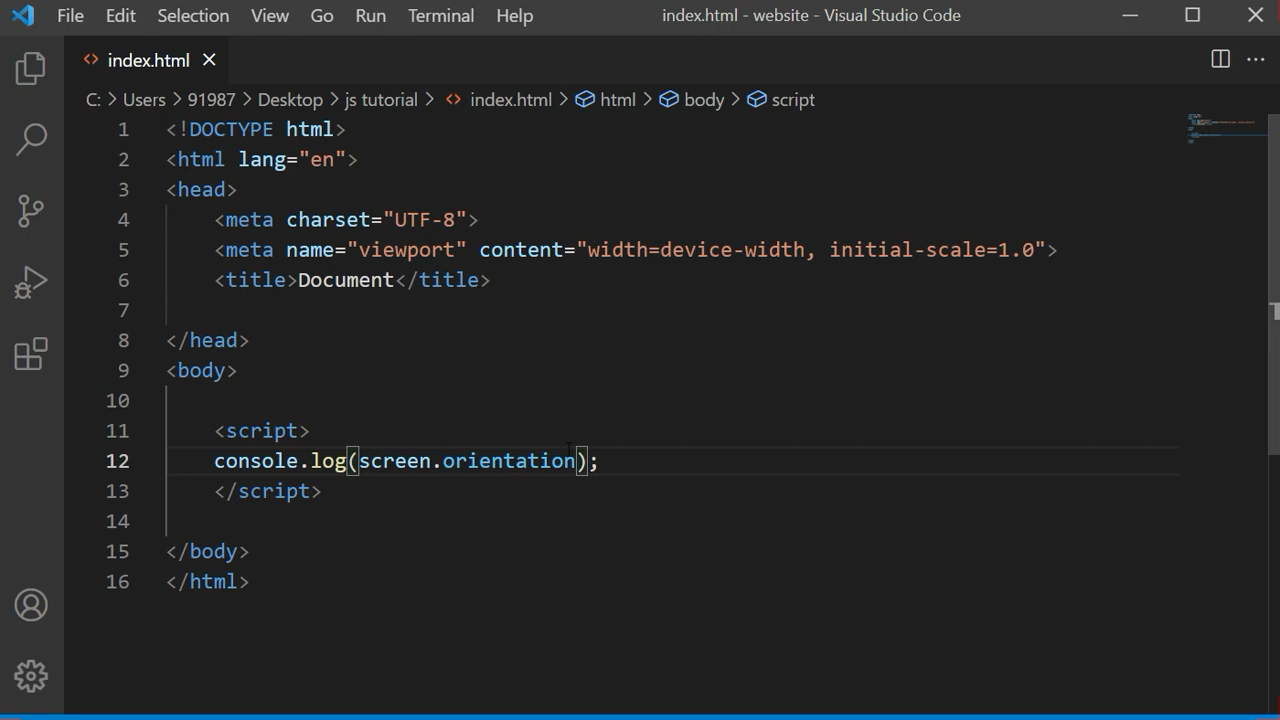 File Edit Selection View Go Run Terminal Help index.html - website - Visual Studio Code
index.html
C: > Users > 91987 > Desktop > js tutorial > index.html > html > body > script
1 <!DOCTYPE html>
2 <html lang="en">
3 <head>
4 <meta charset="UTF-8">
5 <meta name="viewport" content="width=device-width, initial-scale=1.0">
6 <title>Document</title>
7
8 </head>
9 <body>
10
11 <script>
12 console.log(screen.orientation);
13 </script>
14
15 </body>
16 </html>